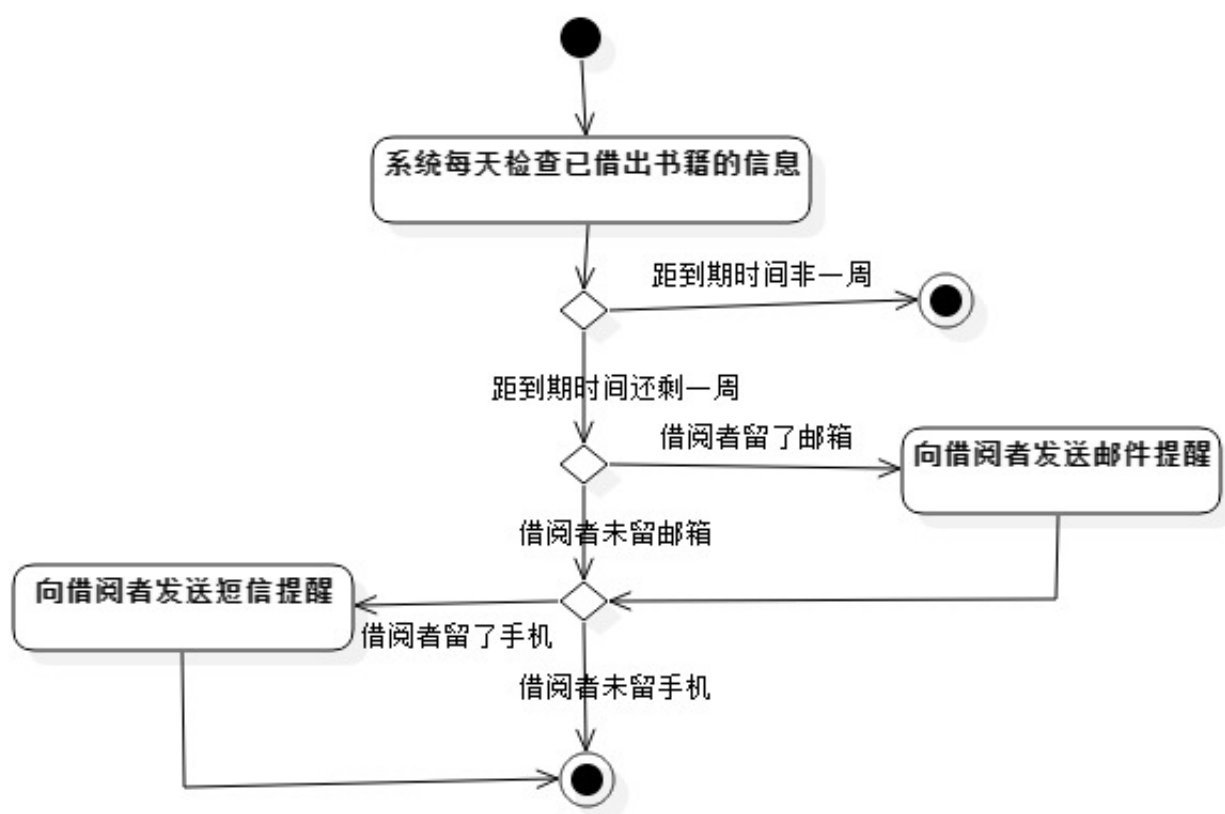 系统每天检查已借出书籍的信息
距到期时间非一周
距到期时间还剩一周
借阅者留了邮箱
向借阅者发送邮件提醒
借阅者未留邮箱
向借阅者发送短信提醒
借阅者留了手机
借阅者未留手机